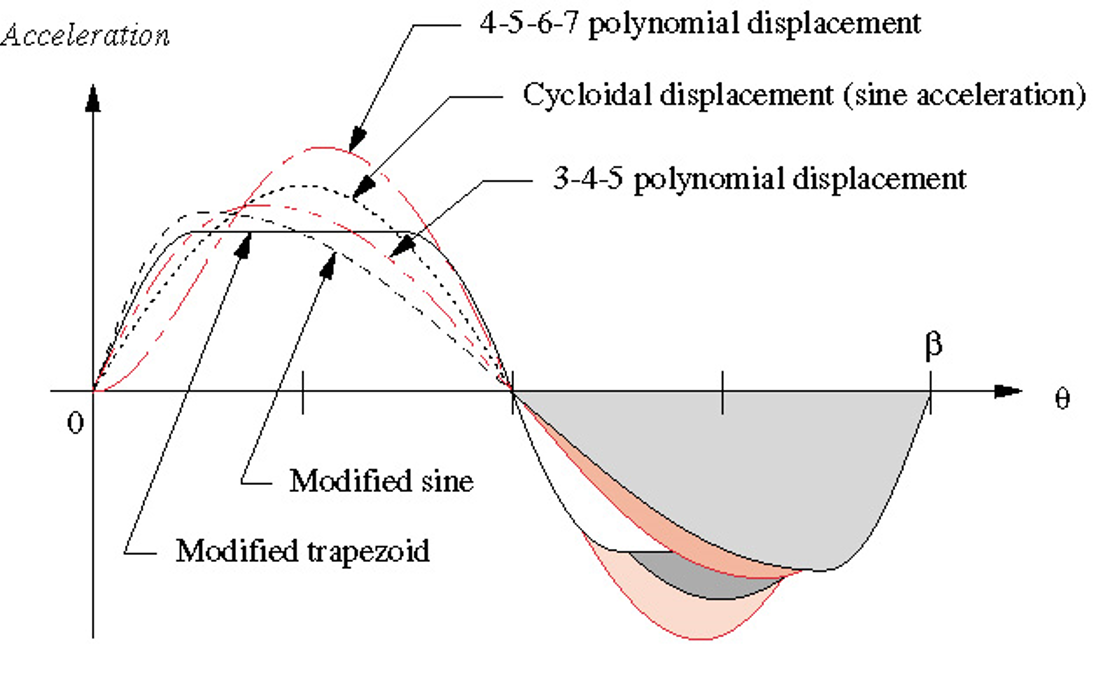 Acceleration
4-5-6-7 polynomial displacement
Cycloidal displacement (sine acceleration)
3-4-5 polynomial displacement
β
θ
0
Modified sine
Modified trapezoid